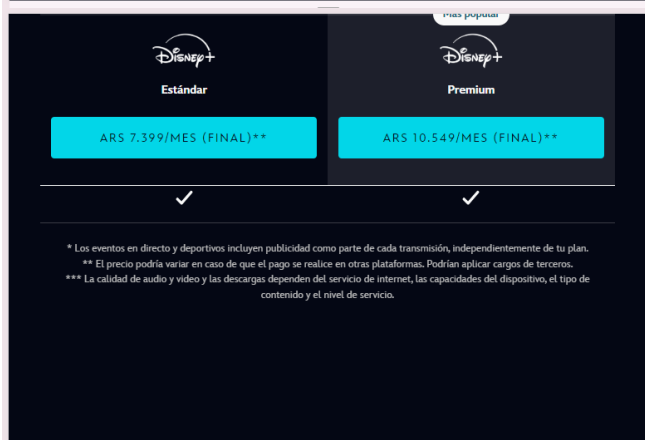 Más popular
Disney+
Disney+
Estándar
Premium
ARS 7.399/MES (FINAL)**
ARS 10.549/MES (FINAL)**
* Los eventos en directo y deportivos incluyen publicidad como parte de cada transmisión, independientemente de tu plan.
** El precio podría variar en caso de que el pago se realice en otras plataformas. Podrían aplicar cargos de terceros.
*** La calidad de audio y video y las descargas dependen del servicio de internet, las capacidades del dispositivo, el tipo de
contenido y el nivel de servicio.